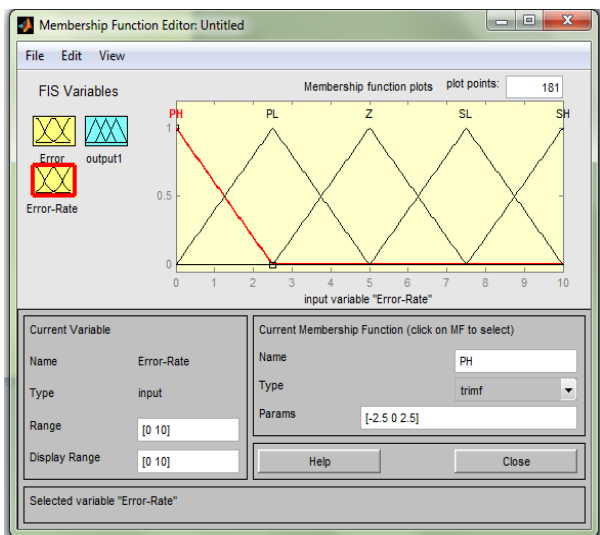 Membership Function Editor: Untitled
File Edit View
FIS Variables
Membership function plots plot points: 181
Error output1
Error-Rate
PH PL Z SL SH
1
0.5
0
0 1 2 3 4 5 6 7 8 9 10
input variable "Error-Rate"
Current Variable
Name Error-Rate
Type input
Range [0 10]
Display Range [0 10]
Current Membership Function (click on MF to select)
Name PH
Type trimf
Params [-2.5 0 2.5]
Help Close
Selected variable "Error-Rate"